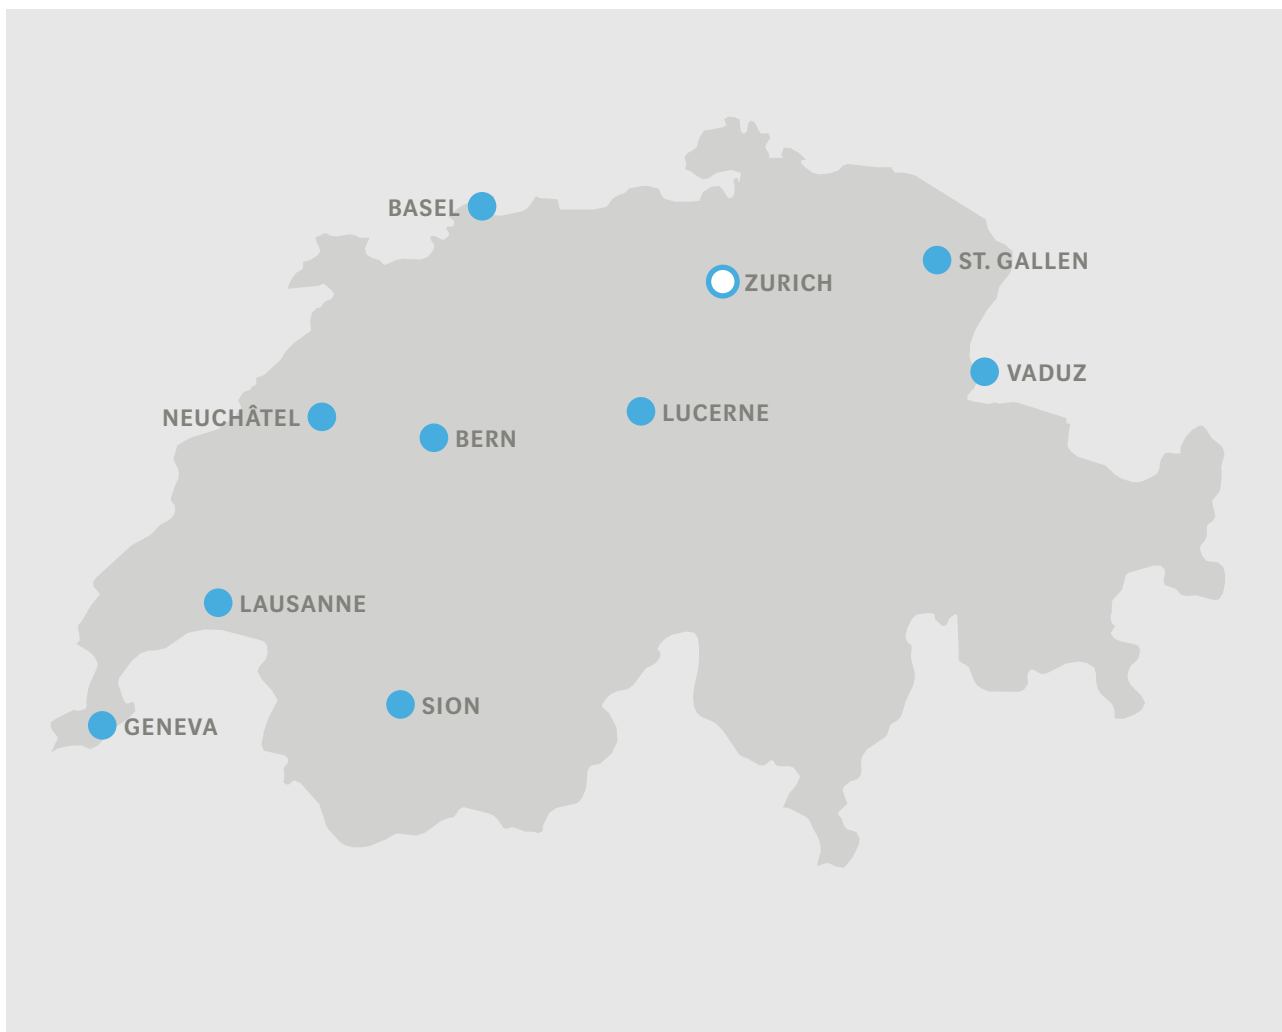 BASEL
ST. GALLEN
ZURICH
VADUZ
LUCERNE
NEUCHÂTEL
BERN
LAUSANNE
SION
GENEVA